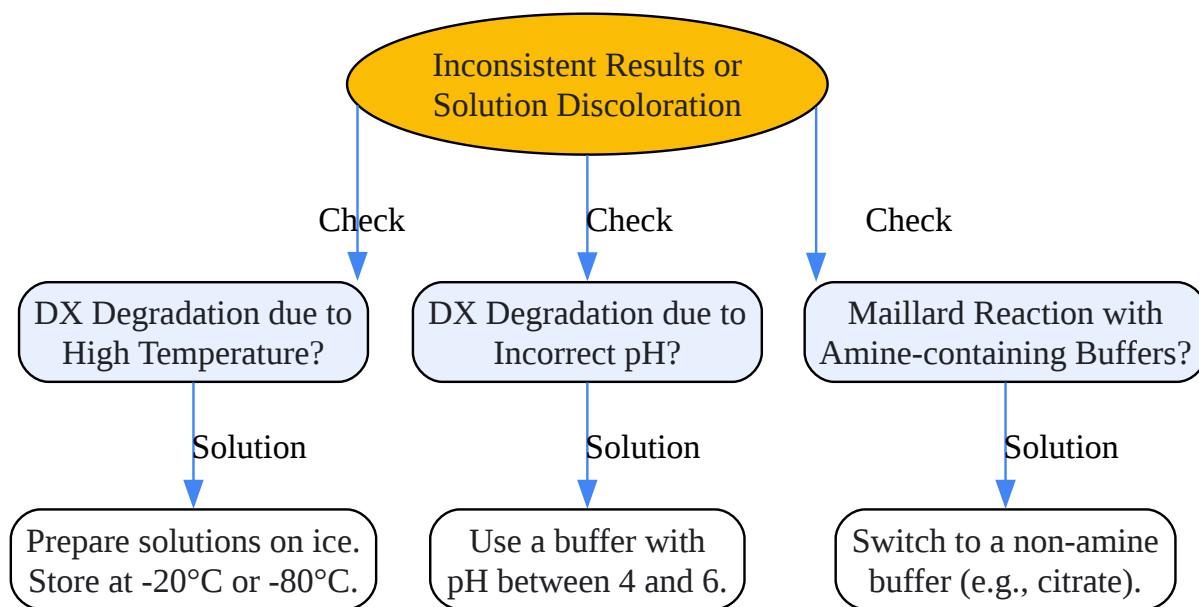 Inconsistent Results or
Solution Discoloration
Check
Check
Check
DX Degradation due to
High Temperature?
DX Degradation due to
Incorrect pH?
Maillard Reaction with
Amine-containing Buffers?
Solution
Solution
Solution
Prepare solutions on ice.
Store at -20°C or -80°C.
Use a buffer with
pH between 4 and 6.
Switch to a non-amine
buffer (e.g., citrate).